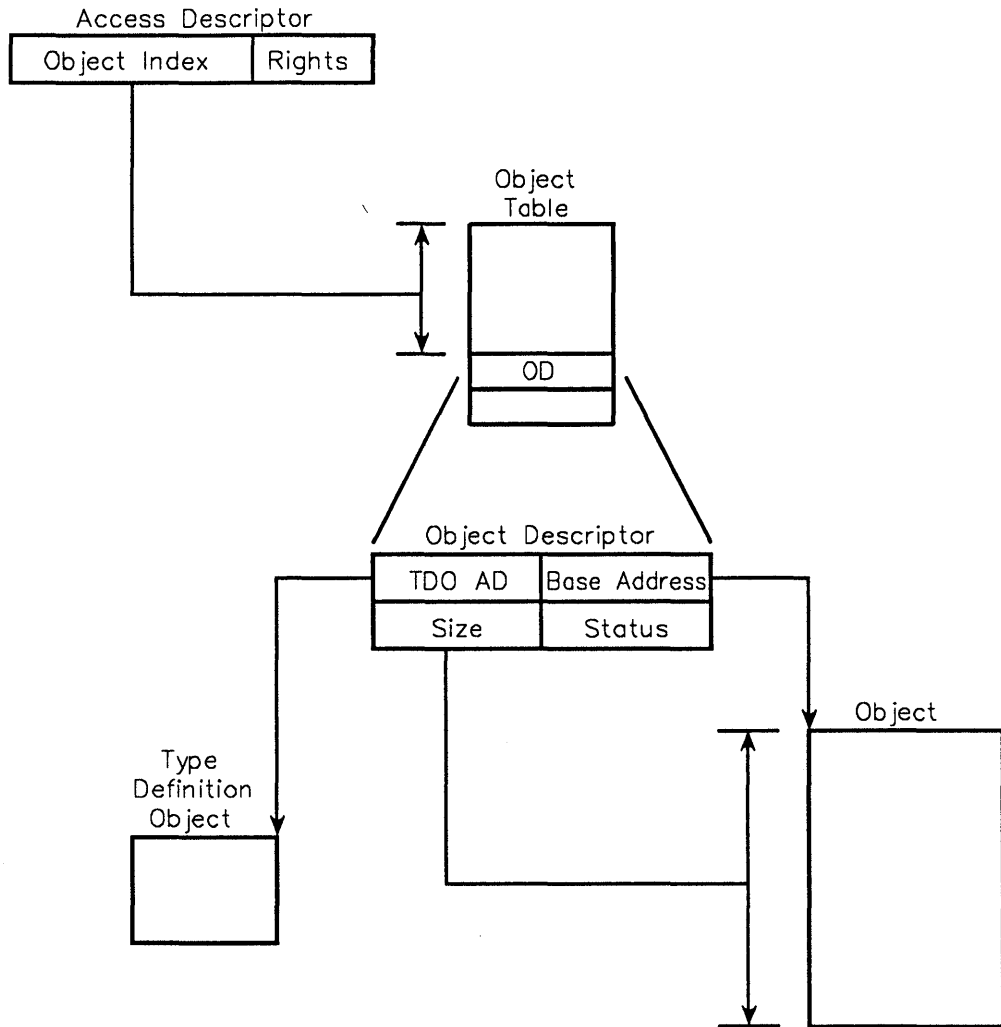 Access Descriptor
Object Index
Rights
Object
Table
OD
Object Descriptor
TDO AD
Base Address
Size
Status
Object
Type
Definition
Object